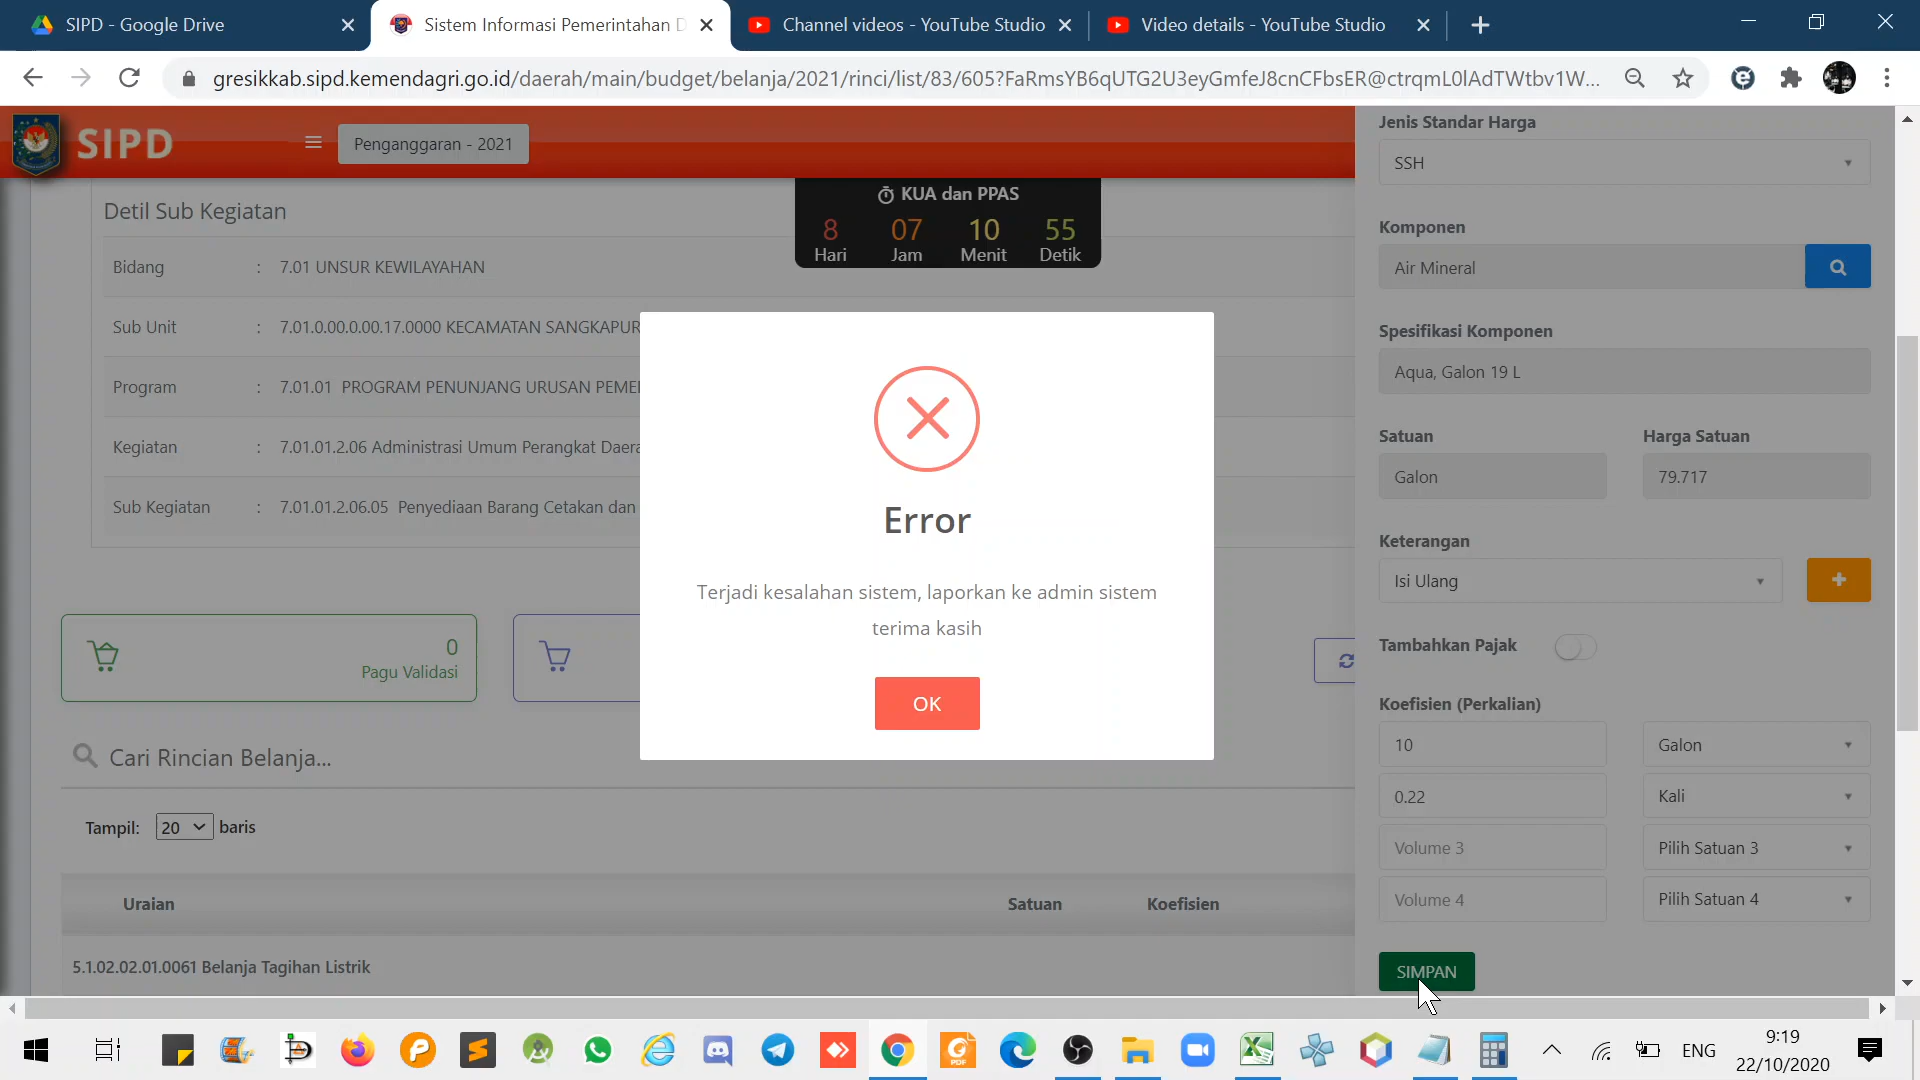 SIPD - Google Drive
Sistem Informasi Pemerintahan D
Channel videos - YouTube Studio
Video details - YouTube Studio
gresikkab.sipd.kemendagri.go.id/daerah/main/budget/belanja/2021/rinci/list/83/605?FaRmsYB6qUTG2U3eyGmfeJ8cnCFbsER@ctrqmL0lAdTWtbv1W...
SIPD
Penganggaran - 2021
KUA dan PPAS
8 07 10 55
Hari Jam Menit Detik
Detil Sub Kegiatan
Bidang : 7.01 UNSUR KEWILAYAHAN
Sub Unit : 7.01.0.00.0.00.17.0000 KECAMATAN SANGKAPUR
Program : 7.01.01 PROGRAM PENUNJANG URUSAN PEME
Kegiatan : 7.01.01.2.06 Administrasi Umum Perangkat Daera
Sub Kegiatan : 7.01.01.2.06.05 Penyediaan Barang Cetakan dan
0
Pagu Validasi
Cari Rincian Belanja...
Tampil: 20 baris
Uraian Satuan Koefisien
5.1.02.02.01.0061 Belanja Tagihan Listrik
Error
Terjadi kesalahan sistem, laporkan ke admin sistem
terima kasih
OK
Jenis Standar Harga
SSH
Komponen
Air Mineral
Spesifikasi Komponen
Aqua, Galon 19 L
Satuan Harga Satuan
Galon 79.717
Keterangan
Isi Ulang
Tambahkan Pajak
Koefisien (Perkalian)
10 Galon
0.22 Kali
Volume 3 Pilih Satuan 3
Volume 4 Pilih Satuan 4
SIMPAN
PDF
ENG
9:19
22/10/2020